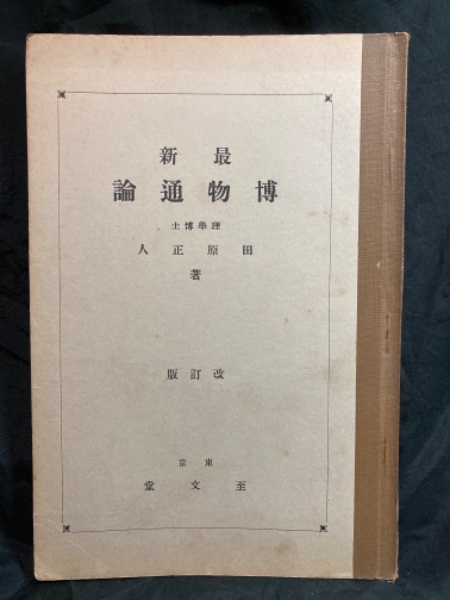 最新
博物通論
理學博士
田原正人
著
改訂版
東京
至文堂